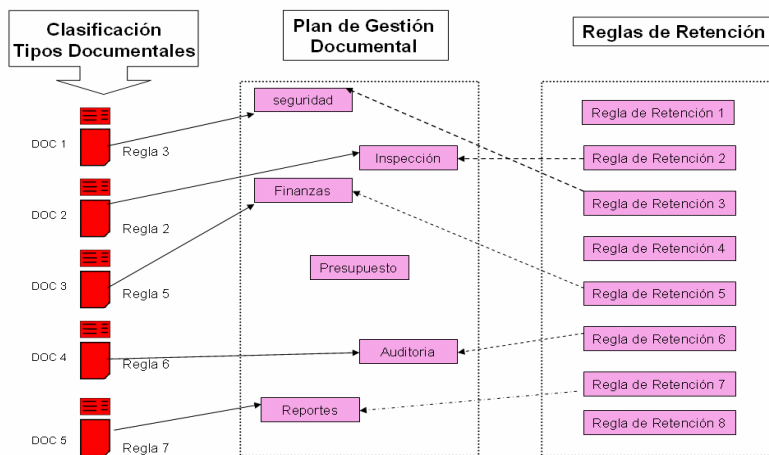 Clasificación
Tipos Documentales
Plan de Gestión
Documental
Reglas de Retención
DOC 1
Regla 3
DOC 2
Regla 2
DOC 3
Regla 5
DOC 4
Regla 6
DOC 5
Regla 7
seguridad
Inspección
Finanzas
Presupuesto
Auditoria
Reportes
Regla de Retención 1
Regla de Retención 2
Regla de Retención 3
Regla de Retención 4
Regla de Retención 5
Regla de Retención 6
Regla de Retención 7
Regla de Retención 8